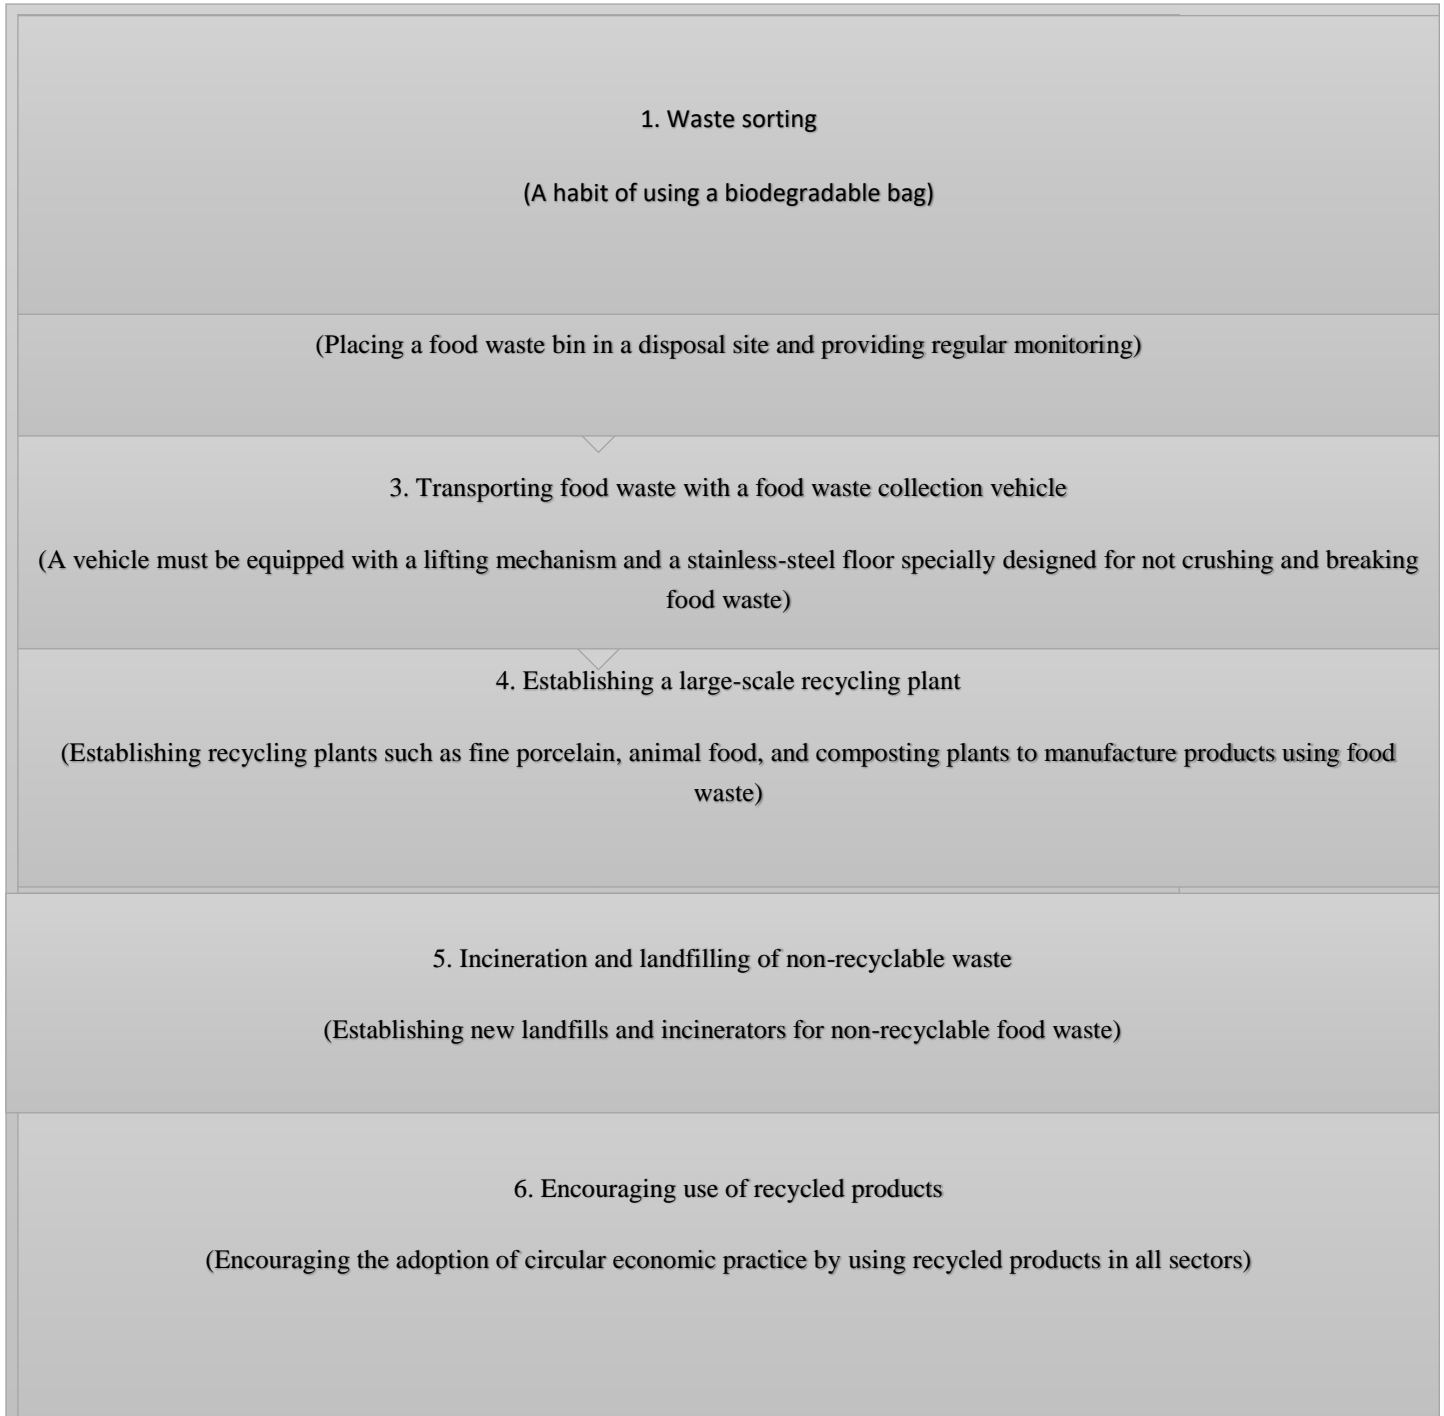 1. Waste sorting
(A habit of using a biodegradable bag)
(Placing a food waste bin in a disposal site and providing regular monitoring)
3. Transporting food waste with a food waste collection vehicle
(A vehicle must be equipped with a lifting mechanism and a stainless-steel floor specially designed for not crushing and breaking
food waste)
4. Establishing a large-scale recycling plant
(Establishing recycling plants such as fine porcelain, animal food, and composting plants to manufacture products using food
waste)
5. Incineration and landfilling of non-recyclable waste
(Establishing new landfills and incinerators for non-recyclable food waste)
6. Encouraging use of recycled products
(Encouraging the adoption of circular economic practice by using recycled products in all sectors)